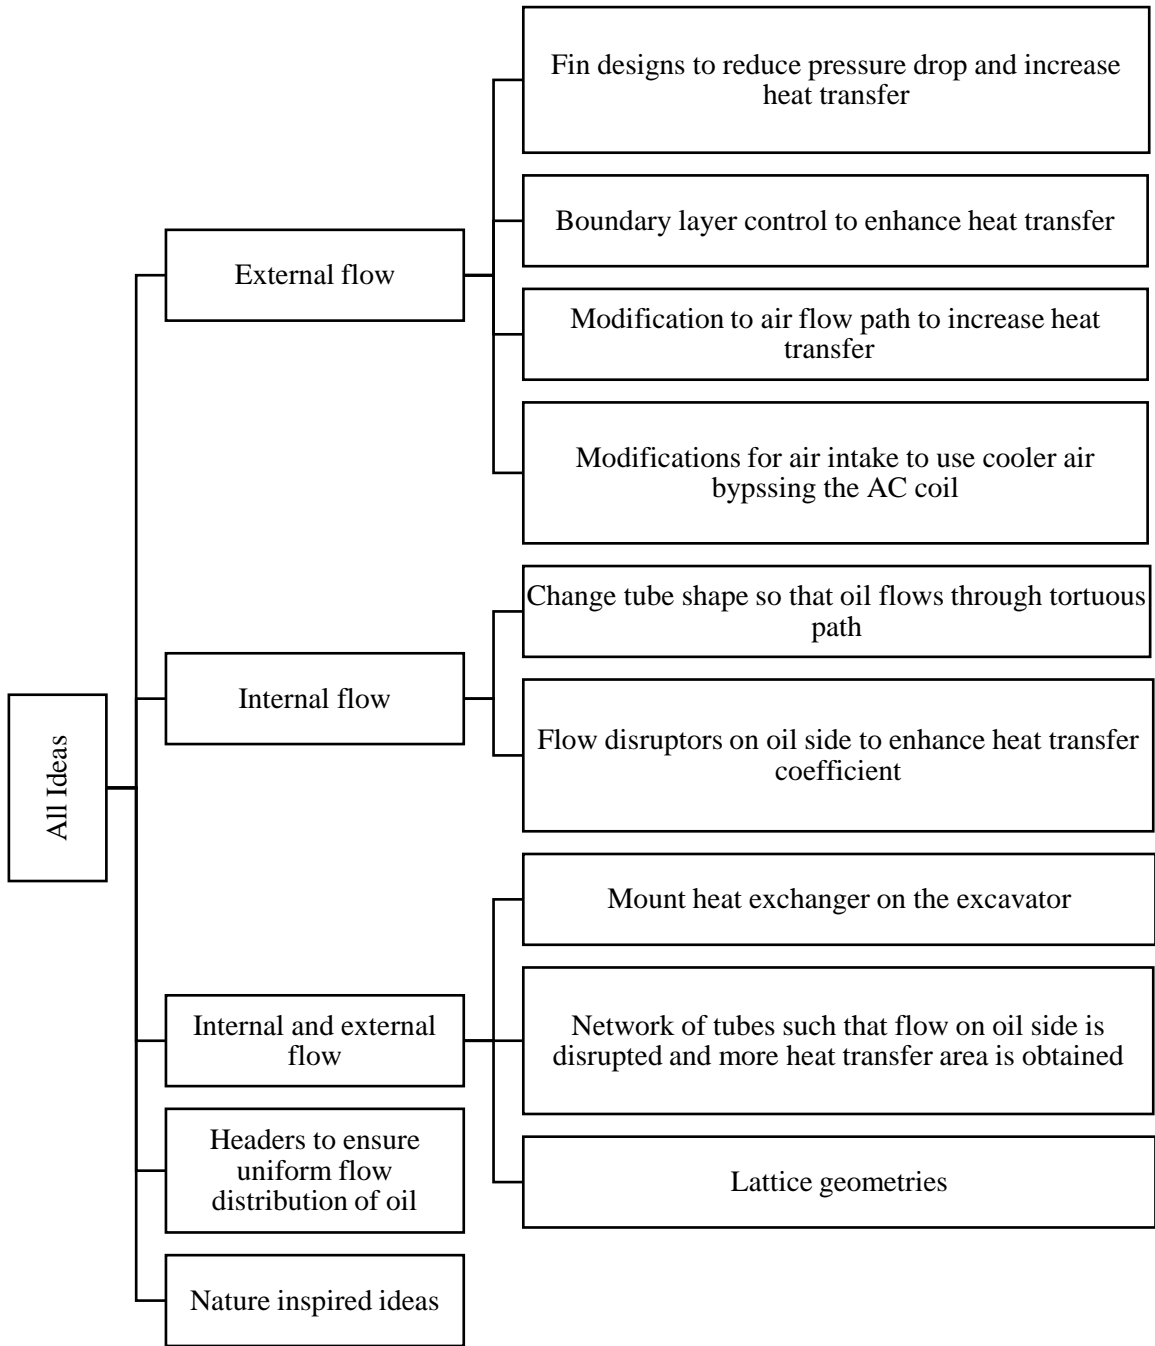 All Ideas
External flow
Fin designs to reduce pressure drop and increase
heat transfer
Boundary layer control to enhance heat transfer
Modification to air flow path to increase heat
transfer
Modifications for air intake to use cooler air
bypssing the AC coil
Internal flow
Change tube shape so that oil flows through tortuous
path
Flow disruptors on oil side to enhance heat transfer
coefficient
Internal and external
flow
Mount heat exchanger on the excavator
Network of tubes such that flow on oil side is
disrupted and more heat transfer area is obtained
Lattice geometries
Headers to ensure
uniform flow
distribution of oil
Nature inspired ideas